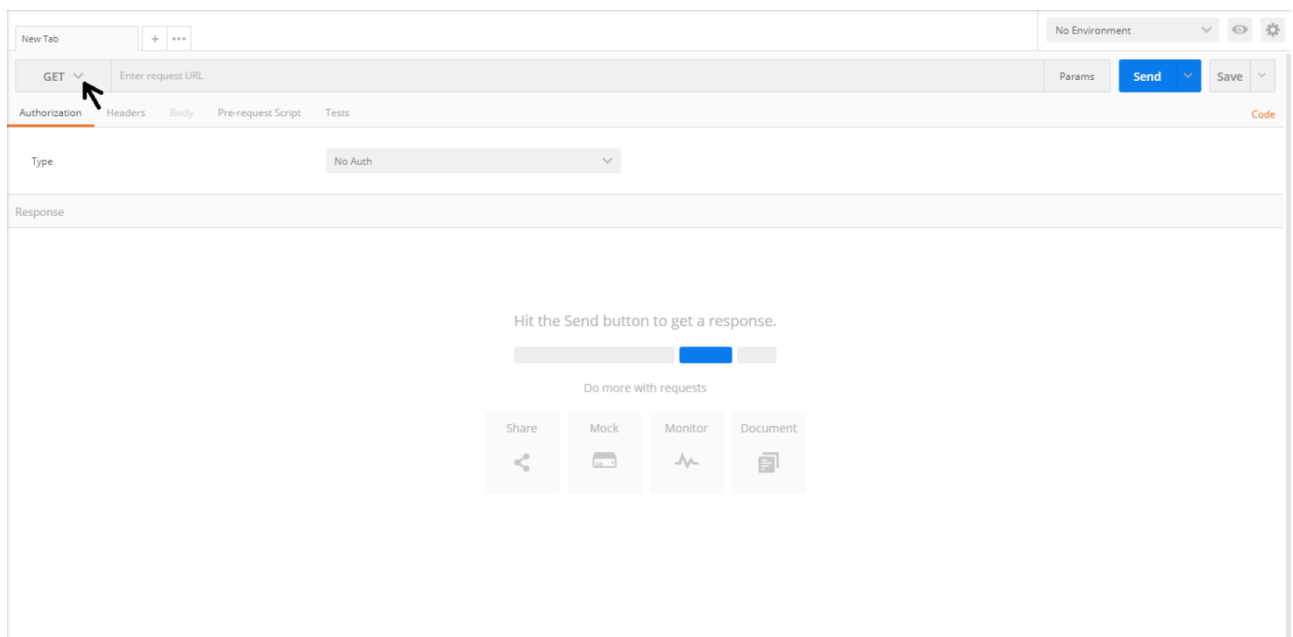 New Tab + ••• No Environment
GET Enter request URL Params Send Save
Authorization Headers Body Pre-request Script Tests Code
Type No Auth
Response
Hit the Send button to get a response.
Do more with requests
Share Mock Monitor Document